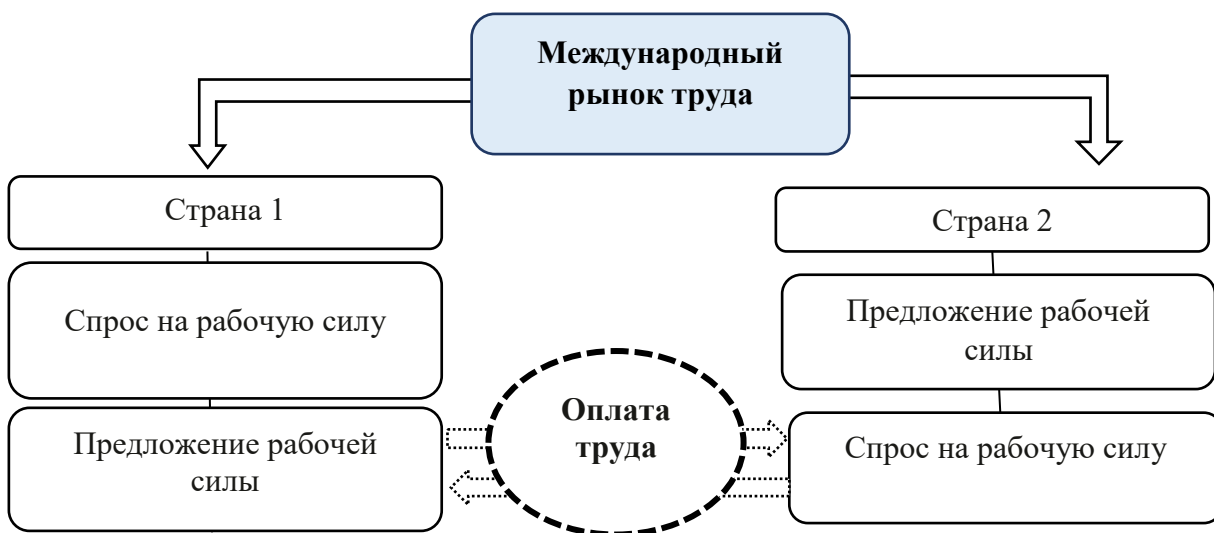 Международный
рынок труда
Страна 1
Страна 2
Спрос на рабочую силу
Предложение рабочей
силы
Оплата
труда
Предложение рабочей
силы
Спрос на рабочую силу